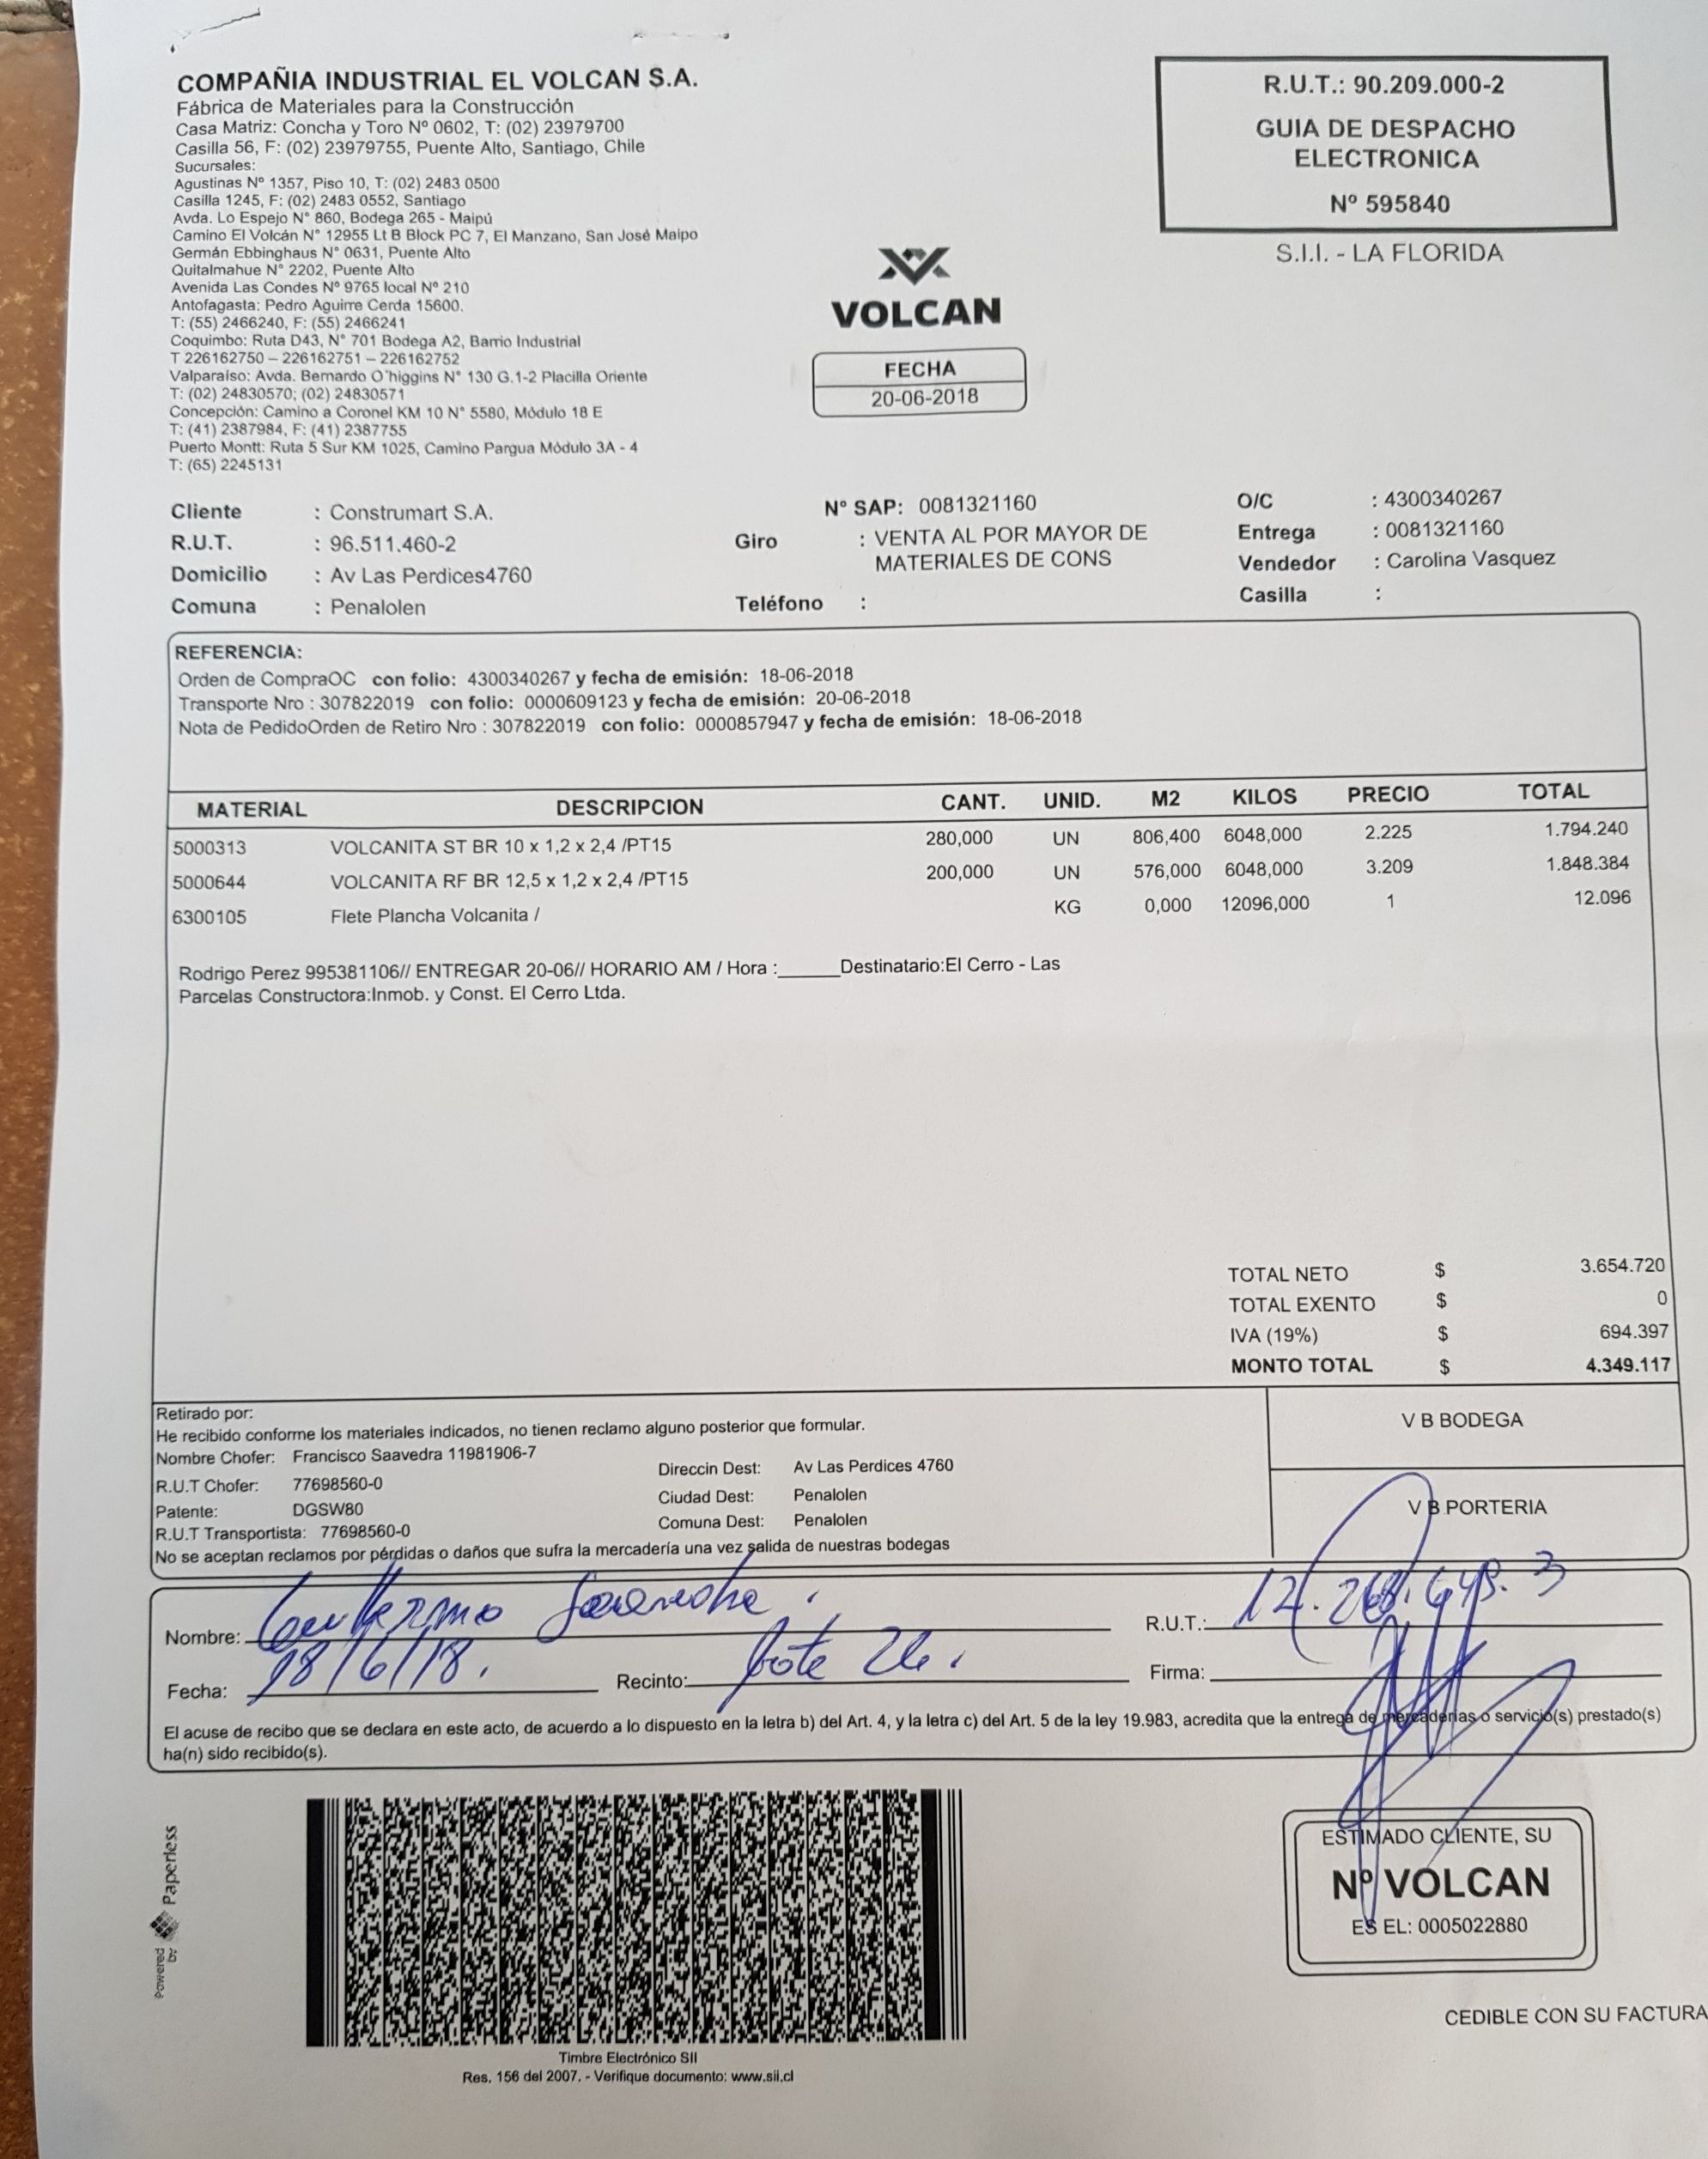 COMPAÑIA INDUSTRIAL EL VOLCAN S.A.
Fábrica de Materiales para la Construcción
Casa Matriz: Concha y Toro Nº 0602, T: (02) 23979700
Casilla 56, F: (02) 23979755, Puente Alto, Santiago, Chile
Sucursales:
Agustinas Nº 1357, Piso 10, T: (02) 2483 0500
Casilla 1245, F: (02) 2483 0552, Santiago
Avda. Lo Espejo N° 860, Bodega 265 - Maipú
Camino El Volcán N° 12955 Lt B Block PC 7, El Manzano, San José Maipo
Germán Ebbinghaus N° 0631, Puente Alto
Quitalmahue N° 2202, Puente Alto
Avenida Las Condes Nº 9765 local Nº 210
Antofagasta: Pedro Aguirre Cerda 15600.
T: (55) 2466240, F: (55) 2466241
Coquimbo: Ruta D43, N° 701 Bodega A2, Barrio Industrial
T 226162750 – 226162751 – 226162752
Valparaíso: Avda. Bernardo O'higgins N° 130 G.1-2 Placilla Oriente
T: (02) 24830570; (02) 24830571
Concepción: Camino a Coronel KM 10 N° 5580, Módulo 18 E
T: (41) 2387984, F: (41) 2387755
Puerto Montt: Ruta 5 Sur KM 1025, Camino Pargua Módulo 3A - 4
T: (65) 2245131
VOLCAN
FECHA
20-06-2018
R.U.T.: 90.209.000-2
GUIA DE DESPACHO
ELECTRONICA
Nº 595840
S.I.I. - LA FLORIDA
Cliente : Construmart S.A.
R.U.T. : 96.511.460-2
Domicilio : Av Las Perdices4760
Comuna : Penalolen
Nº SAP: 0081321160
Giro : VENTA AL POR MAYOR DE
MATERIALES DE CONS
Teléfono :
O/C : 4300340267
Entrega : 0081321160
Vendedor : Carolina Vasquez
Casilla :
REFERENCIA:
Orden de CompraOC con folio: 4300340267 y fecha de emisión: 18-06-2018
Transporte Nro : 307822019 con folio: 0000609123 y fecha de emisión: 20-06-2018
Nota de PedidoOrden de Retiro Nro : 307822019 con folio: 0000857947 y fecha de emisión: 18-06-2018
MATERIAL DESCRIPCION CANT. UNID. M2 KILOS PRECIO TOTAL
5000313 VOLCANITA ST BR 10 x 1,2 x 2,4 /PT15 280,000 UN 806,400 6048,000 2.225 1.794.240
5000644 VOLCANITA RF BR 12,5 x 1,2 x 2,4 /PT15 200,000 UN 576,000 6048,000 3.209 1.848.384
6300105 Flete Plancha Volcanita / KG 0,000 12096,000 1 12.096
Rodrigo Perez 995381106// ENTREGAR 20-06// HORARIO AM / Hora :______Destinatario:El Cerro - Las
Parcelas Constructora:Inmob. y Const. El Cerro Ltda.
TOTAL NETO $ 3.654.720
TOTAL EXENTO $ 0
IVA (19%) $ 694.397
MONTO TOTAL $ 4.349.117
Retirado por:
He recibido conforme los materiales indicados, no tienen reclamo alguno posterior que formular.
Nombre Chofer: Francisco Saavedra 11981906-7
R.U.T Chofer: 77698560-0
Patente: DGSW80
R.U.T Transportista: 77698560-0
Direccin Dest: Av Las Perdices 4760
Ciudad Dest: Penalolen
Comuna Dest: Penalolen
No se aceptan reclamos por pérdidas o daños que sufra la mercadería una vez salida de nuestras bodegas
V B BODEGA
V B PORTERIA
Nombre: Guillermo
R.U.T.:
Fecha: 18/6/18. Recinto: lote 24.
Firma:
El acuse de recibo que se declara en este acto, de acuerdo a lo dispuesto en la letra b) del Art. 4, y la letra c) del Art. 5 de la ley 19.983, acredita que la entrega de mercaderías o servicio(s) prestado(s)
ha(n) sido recibido(s).
Powered by Paperless
Timbre Electrónico SII
Res. 156 del 2007. - Verifique documento: www.sii.cl
ESTIMADO CLIENTE, SU
Nº VOLCAN
ES EL: 0005022880
CEDIBLE CON SU FACTURA